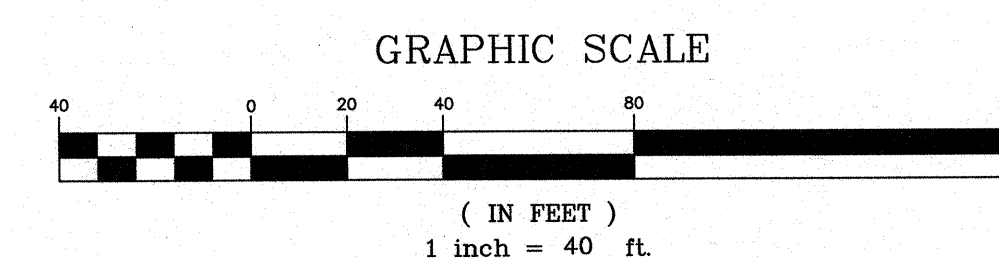 GRAPHIC SCALE
40 0 20 40 80
( IN FEET )
1 inch = 40 ft.